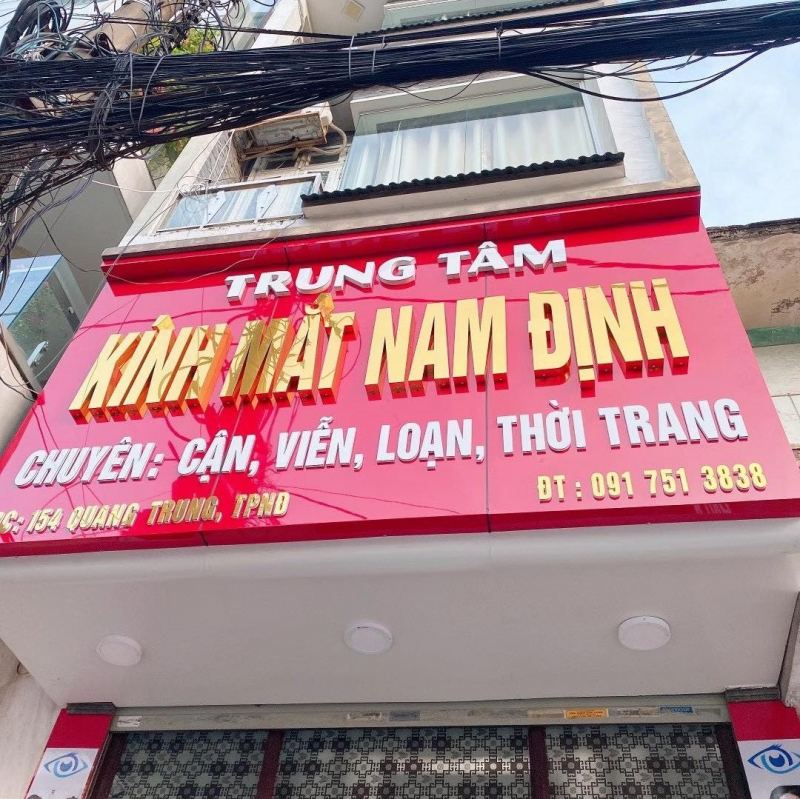 TRUNG TÂM
KÍNH MẮT NAM ĐỊNH
CHUYÊN: CẬN, VIỄN, LOẠN, THỜI TRANG
ĐC: 154 QUANG TRUNG, TPNĐ
ĐT : 091 751 3838